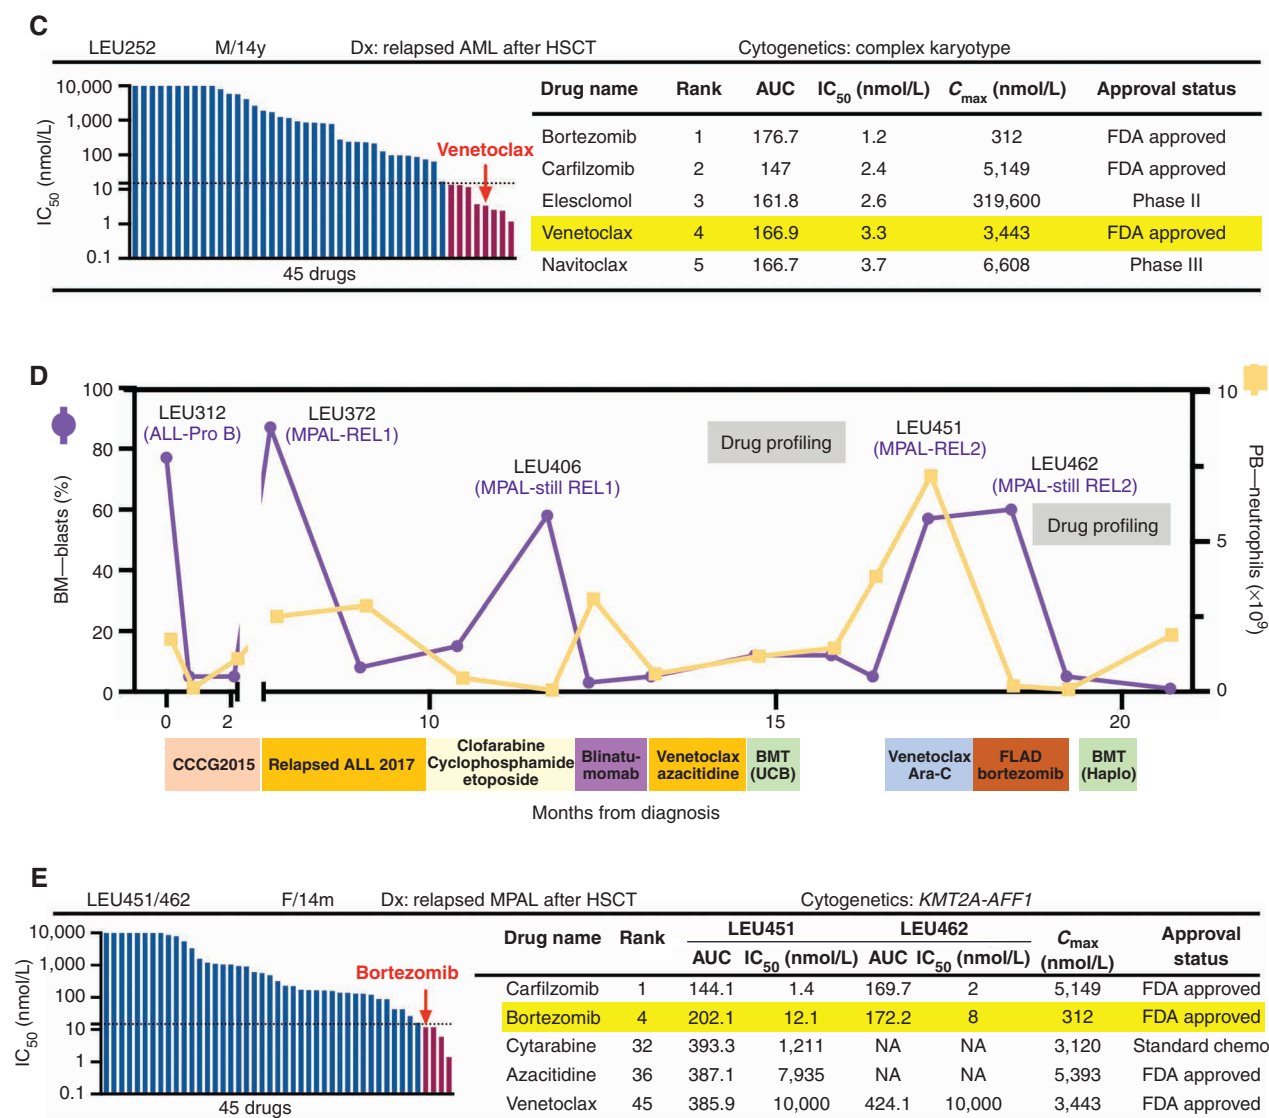 C
LEU252 M/14y Dx: relapsed AML after HSCT Cytogenetics: complex karyotype
IC50 (nmol/L)
10,000
1,000
100
10
1
0.1
Venetoclax
45 drugs
Drug name Rank AUC IC50 (nmol/L) Cmax (nmol/L) Approval status
Bortezomib 1 176.7 1.2 312 FDA approved
Carfilzomib 2 147 2.4 5,149 FDA approved
Elesclomol 3 161.8 2.6 319,600 Phase II
Venetoclax 4 166.9 3.3 3,443 FDA approved
Navitoclax 5 166.7 3.7 6,608 Phase III
D
BM—blasts (%)
100
80
60
40
20
0
LEU312
(ALL-Pro B)
LEU372
(MPAL-REL1)
LEU406
(MPAL-still REL1)
Drug profiling
LEU451
(MPAL-REL2)
LEU462
(MPAL-still REL2)
Drug profiling
10
5
0
PB—neutrophils (×10⁹)
0 2 10 15 20
CCCG2015
Relapsed ALL 2017
Clofarabine
Cyclophosphamide
etoposide
Blinatu-
momab
Venetoclax
azacitidine
BMT
(UCB)
Venetoclax
Ara-C
FLAD
bortezomib
BMT
(Haplo)
Months from diagnosis
E
LEU451/462 F/14m Dx: relapsed MPAL after HSCT Cytogenetics: KMT2A-AFF1
IC50 (nmol/L)
10,000
1,000
100
10
1
0.1
Bortezomib
45 drugs
LEU451 LEU462
Drug name Rank AUC IC50 (nmol/L) AUC IC50 (nmol/L) Cmax (nmol/L) Approval status
Carfilzomib 1 144.1 1.4 169.7 2 5,149 FDA approved
Bortezomib 4 202.1 12.1 172.2 8 312 FDA approved
Cytarabine 32 393.3 1,211 NA NA 3,120 Standard chemo
Azacitidine 36 387.1 7,935 NA NA 5,393 FDA approved
Venetoclax 45 385.9 10,000 424.1 10,000 3,443 FDA approved